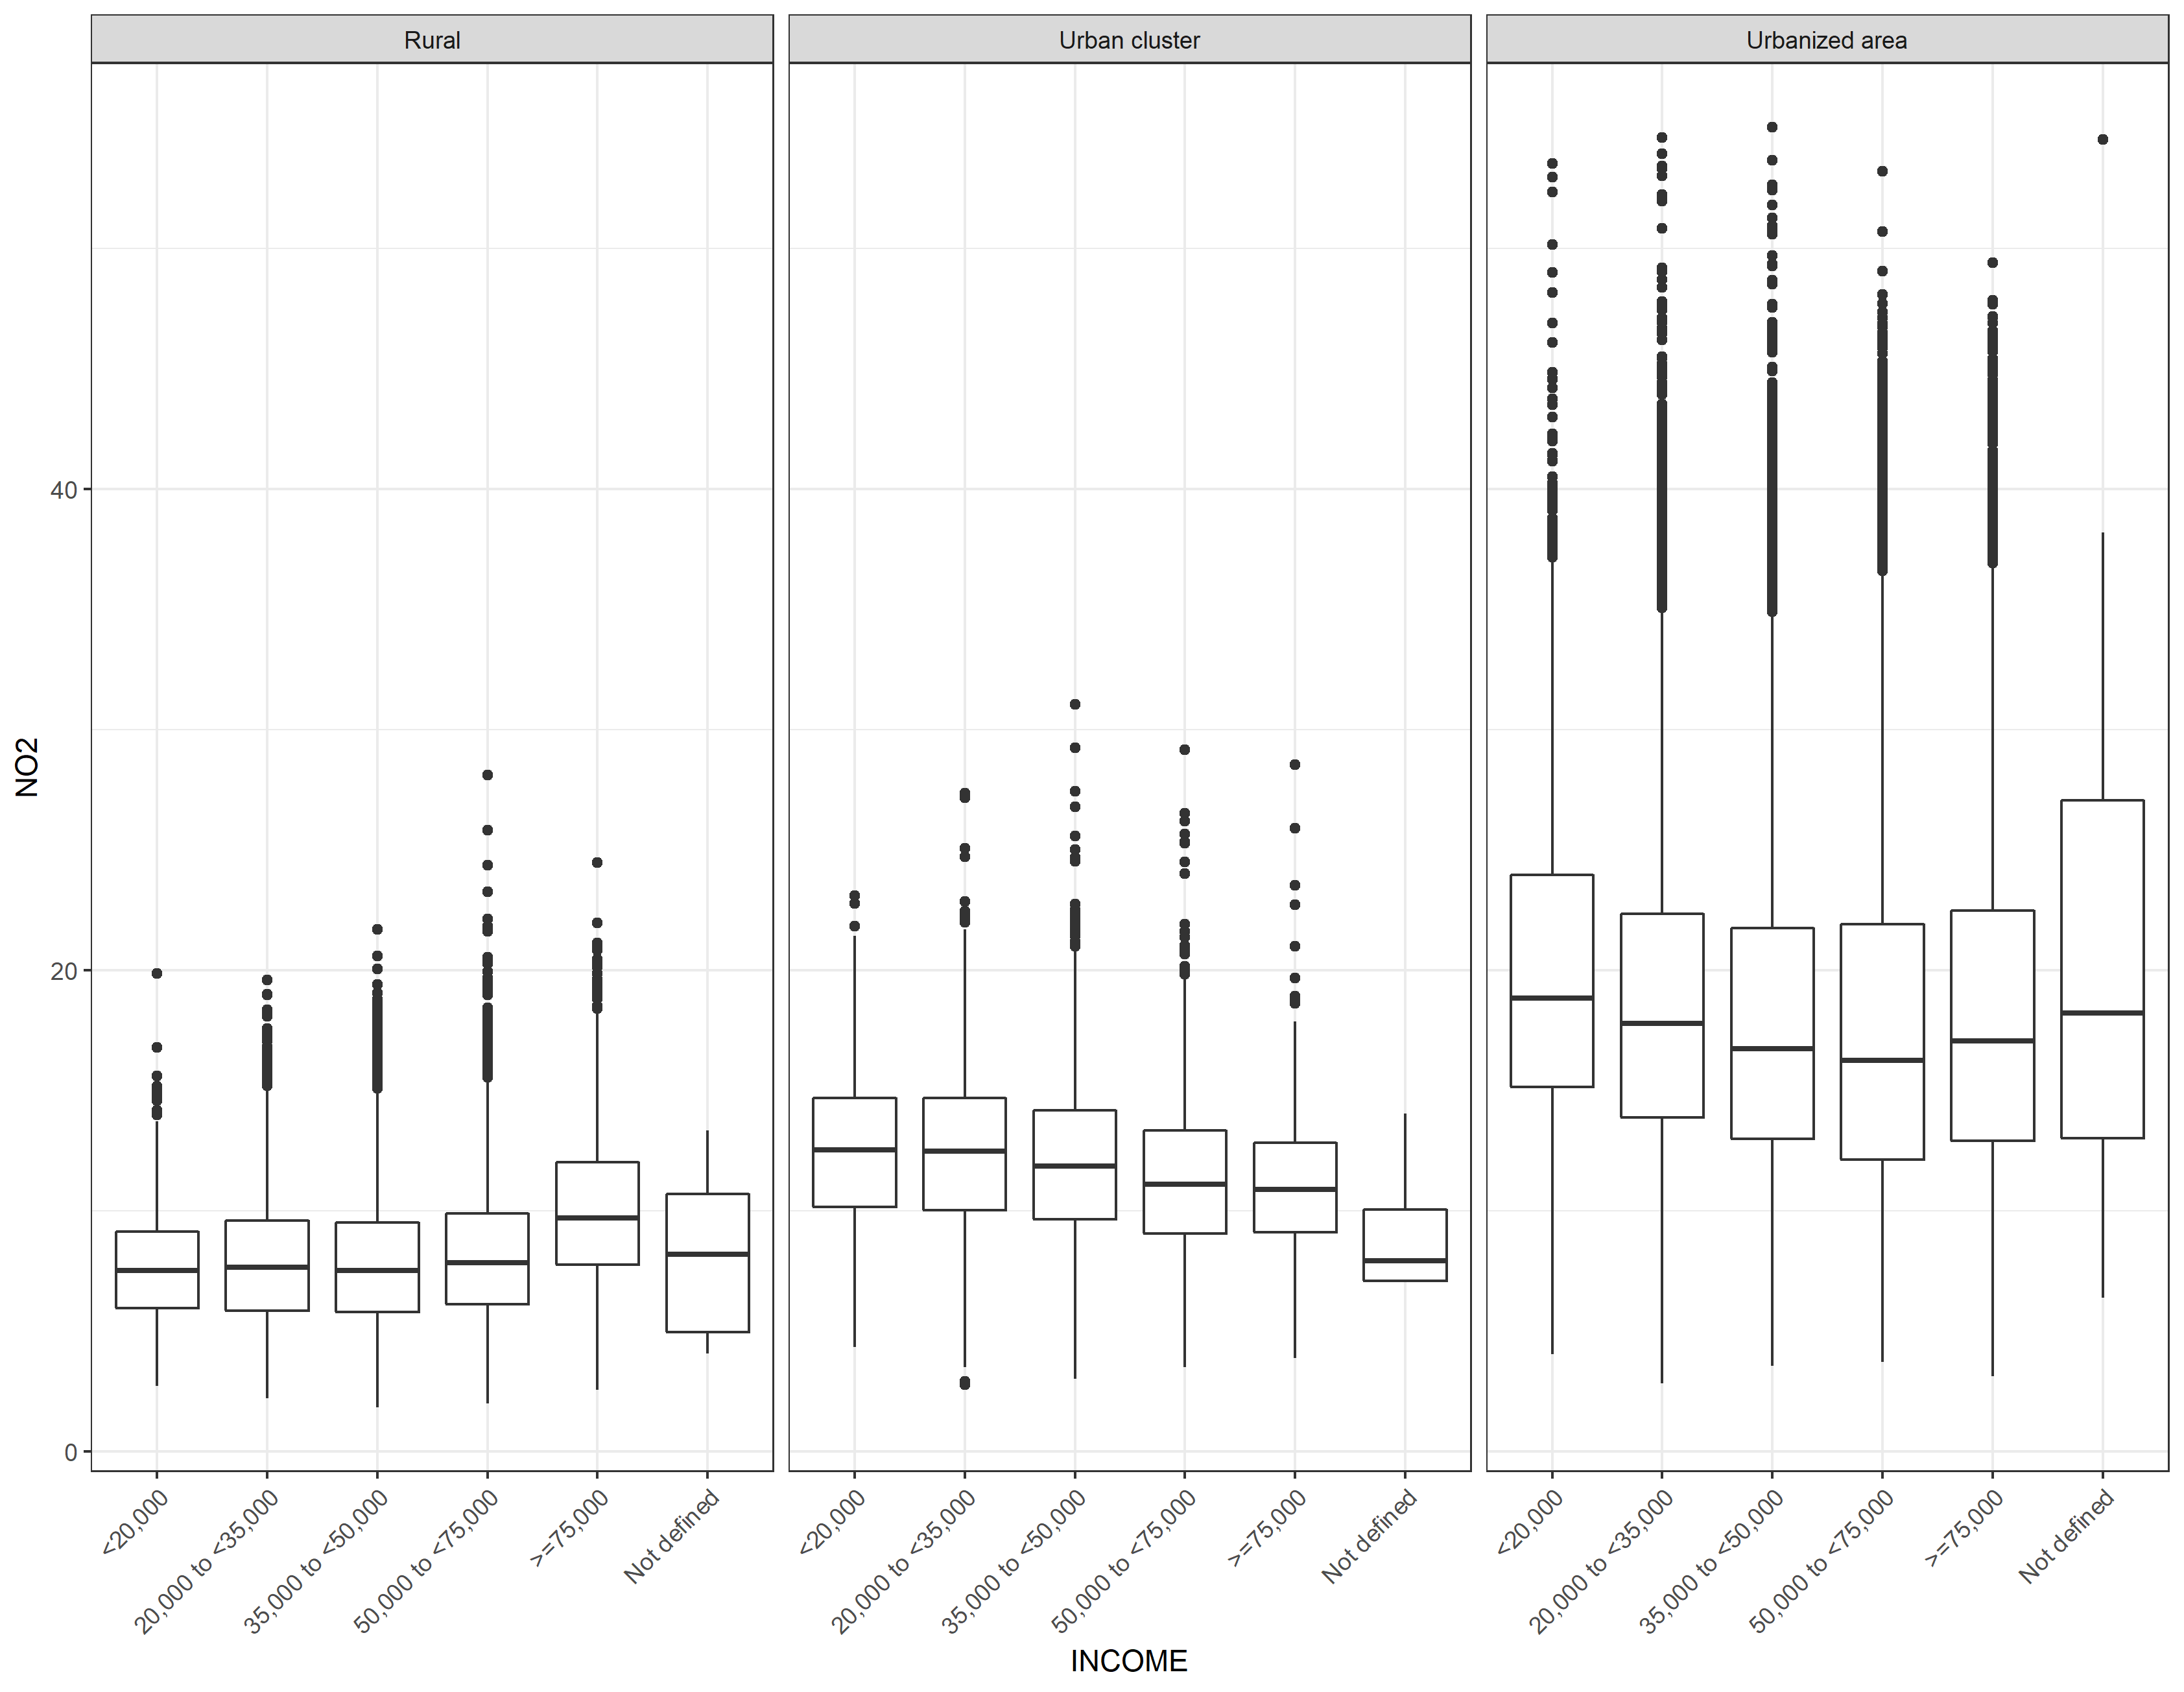 Rural
Urban cluster
Urbanized area
NO2
40
20
0
<20,000
20,000 to <35,000
35,000 to <50,000
50,000 to <75,000
>=75,000
Not defined
<20,000
20,000 to <35,000
35,000 to <50,000
50,000 to <75,000
>=75,000
Not defined
<20,000
20,000 to <35,000
35,000 to <50,000
50,000 to <75,000
>=75,000
Not defined
INCOME